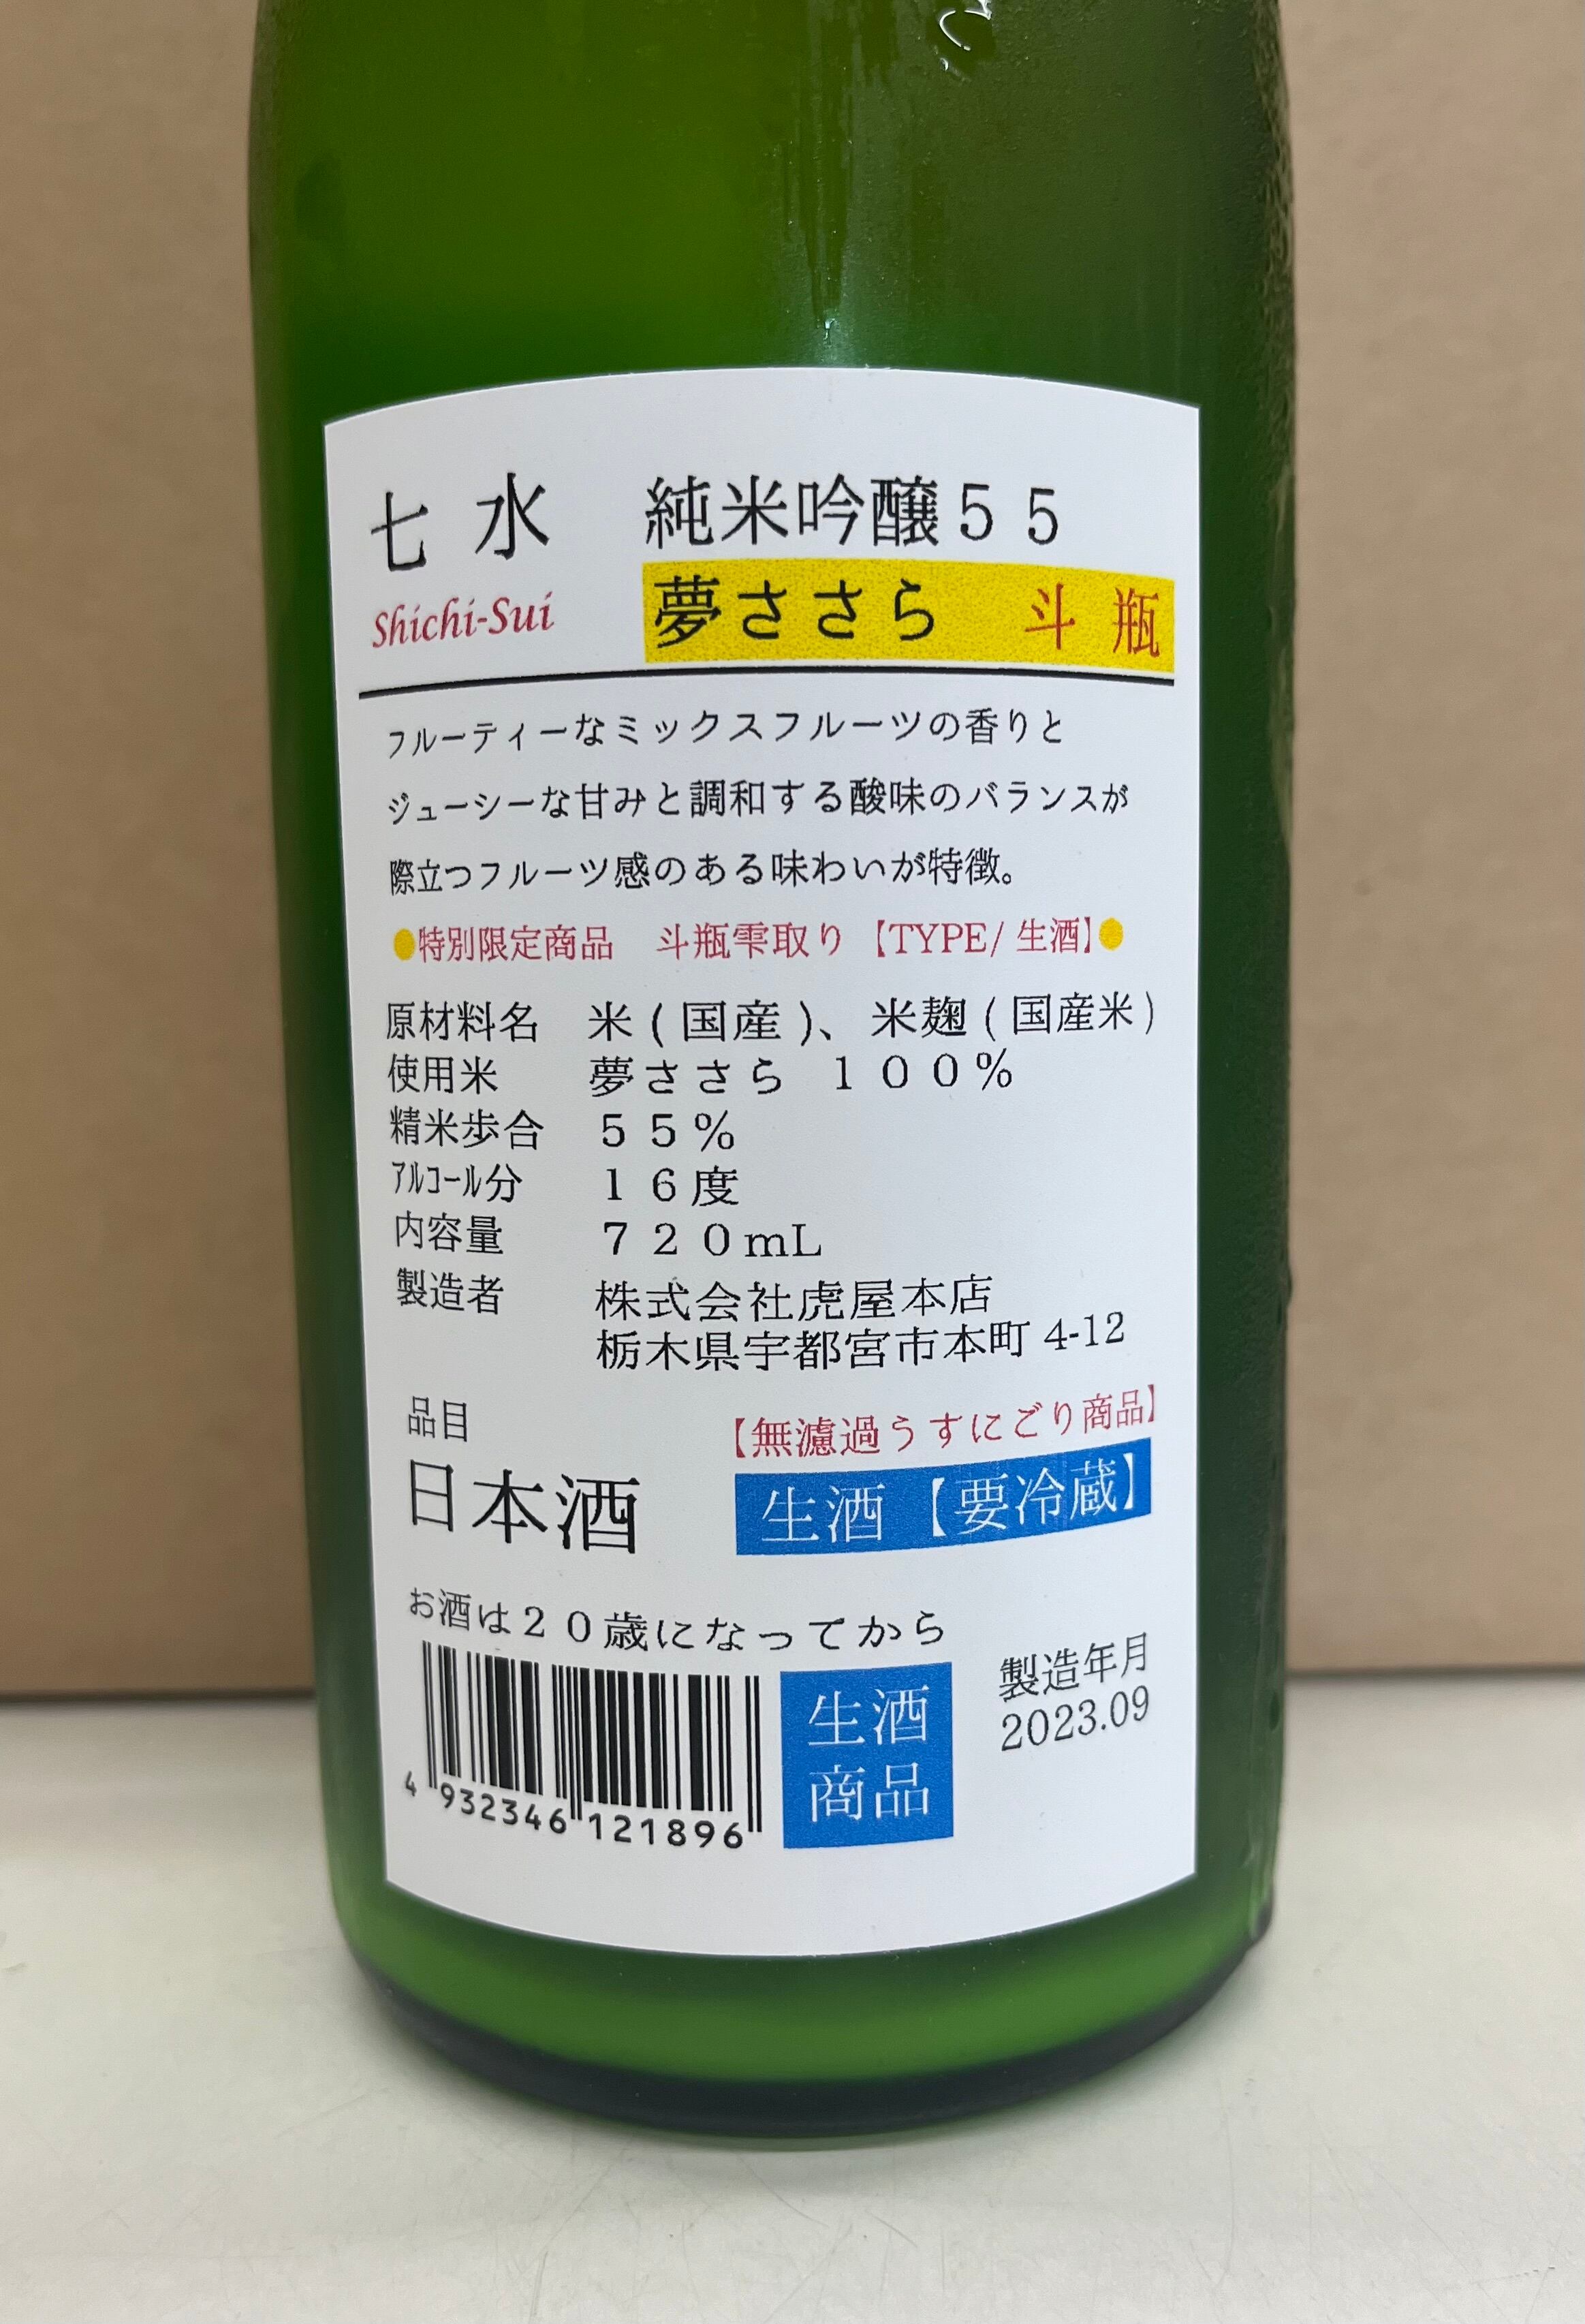 七水 純米吟醸55
Shichi-Sui 夢ささら 斗瓶
フルーティーなミックスフルーツの香りと
ジューシーな甘みと調和する酸味のバランスが
際立つフルーツ感のある味わいが特徴。
●特別限定商品 斗瓶雫取り【TYPE/生酒】●
原材料名 米(国産)、米麹(国産米)
使用米 夢ささら 100%
精米歩合 55%
アルコール分 16度
内容量 720mL
製造者 株式会社虎屋本店
栃木県宇都宮市本町 4-12
品目 【無濾過うすにごり商品】
日本酒 生酒【要冷蔵】
お酒は20歳になってから
生酒
商品
製造年月
2023.09
4 932346 121896